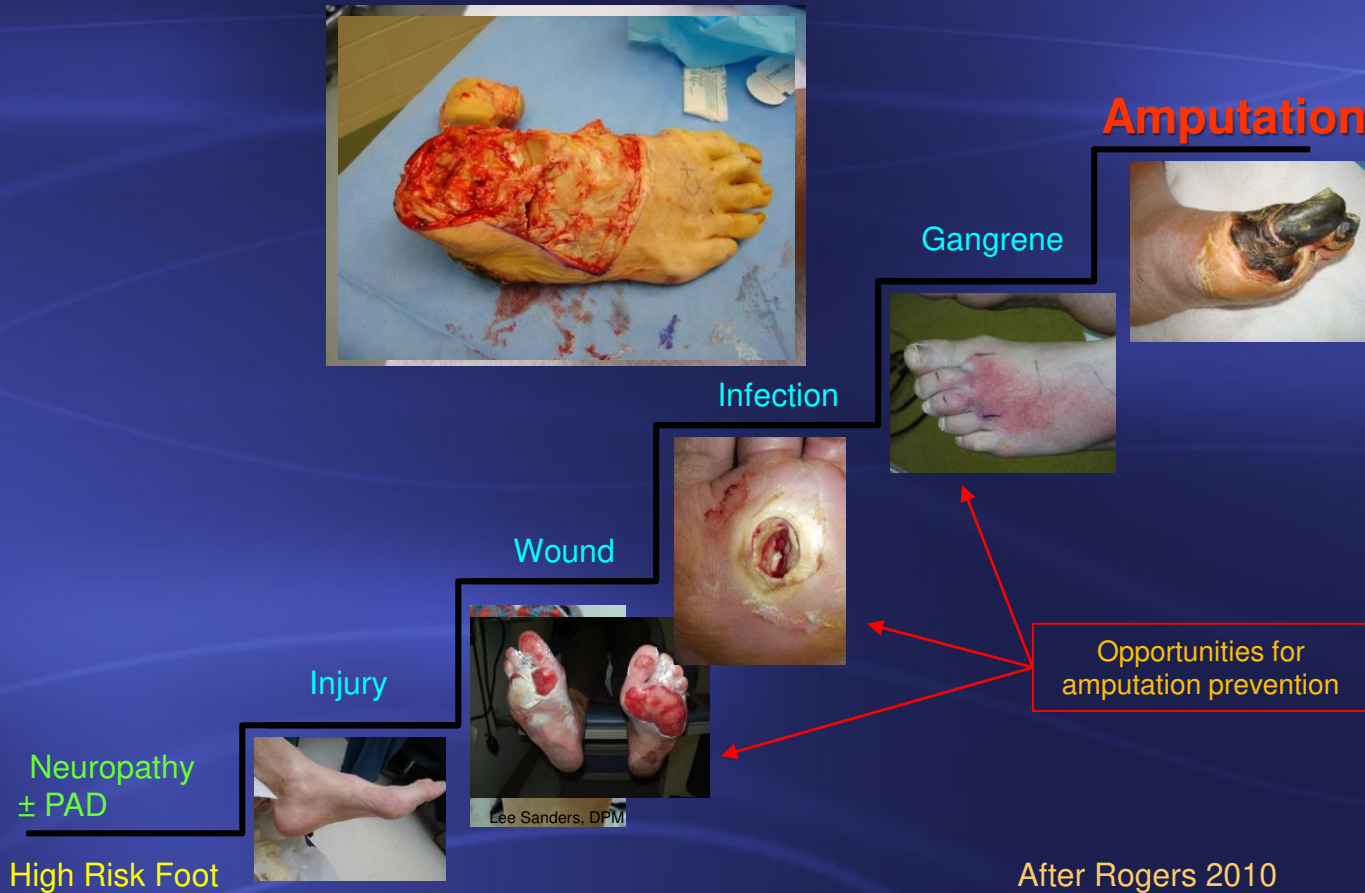 Amputation
Gangrene
Infection
Wound
Injury
Neuropathy
± PAD
High Risk Foot
Opportunities for
amputation prevention
Lee Sanders, DPM
After Rogers 2010